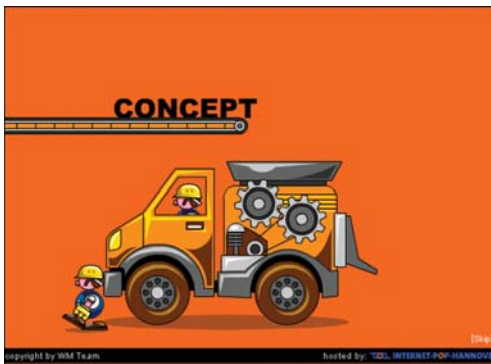 CONCEPT
[Skip
copyright by WM Team
hosted by: INTERNET-POP-HANNOVE